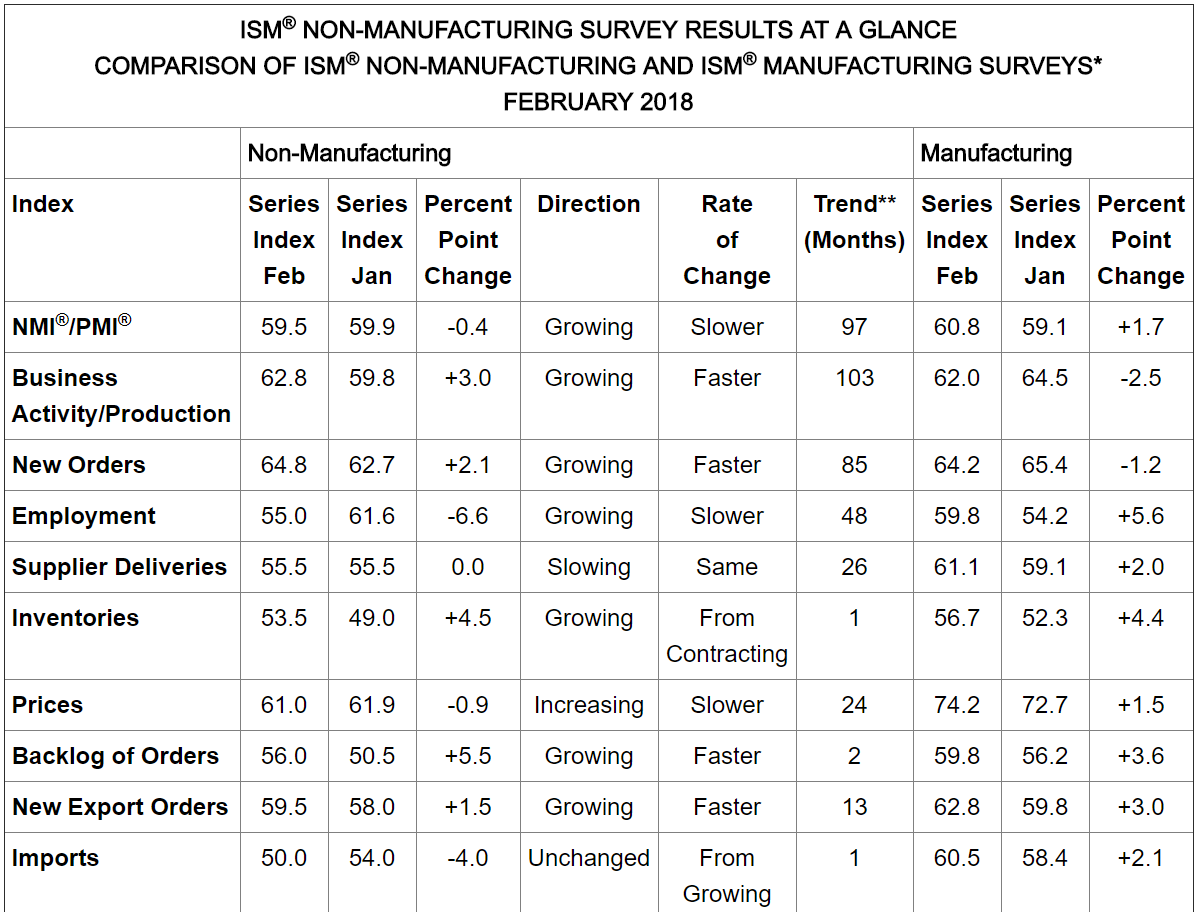 ISM® NON-MANUFACTURING SURVEY RESULTS AT A GLANCE
COMPARISON OF ISM® NON-MANUFACTURING AND ISM® MANUFACTURING SURVEYS*
FEBRUARY 2018
Non-Manufacturing Manufacturing
Index Series Index Feb Series Index Jan Percent Point Change Direction Rate of Change Trend** (Months) Series Index Feb Series Index Jan Percent Point Change
NMI®/PMI® 59.5 59.9 -0.4 Growing Slower 97 60.8 59.1 +1.7
Business Activity/Production 62.8 59.8 +3.0 Growing Faster 103 62.0 64.5 -2.5
New Orders 64.8 62.7 +2.1 Growing Faster 85 64.2 65.4 -1.2
Employment 55.0 61.6 -6.6 Growing Slower 48 59.8 54.2 +5.6
Supplier Deliveries 55.5 55.5 0.0 Slowing Same 26 61.1 59.1 +2.0
Inventories 53.5 49.0 +4.5 Growing From Contracting 1 56.7 52.3 +4.4
Prices 61.0 61.9 -0.9 Increasing Slower 24 74.2 72.7 +1.5
Backlog of Orders 56.0 50.5 +5.5 Growing Faster 2 59.8 56.2 +3.6
New Export Orders 59.5 58.0 +1.5 Growing Faster 13 62.8 59.8 +3.0
Imports 50.0 54.0 -4.0 Unchanged From Growing 1 60.5 58.4 +2.1